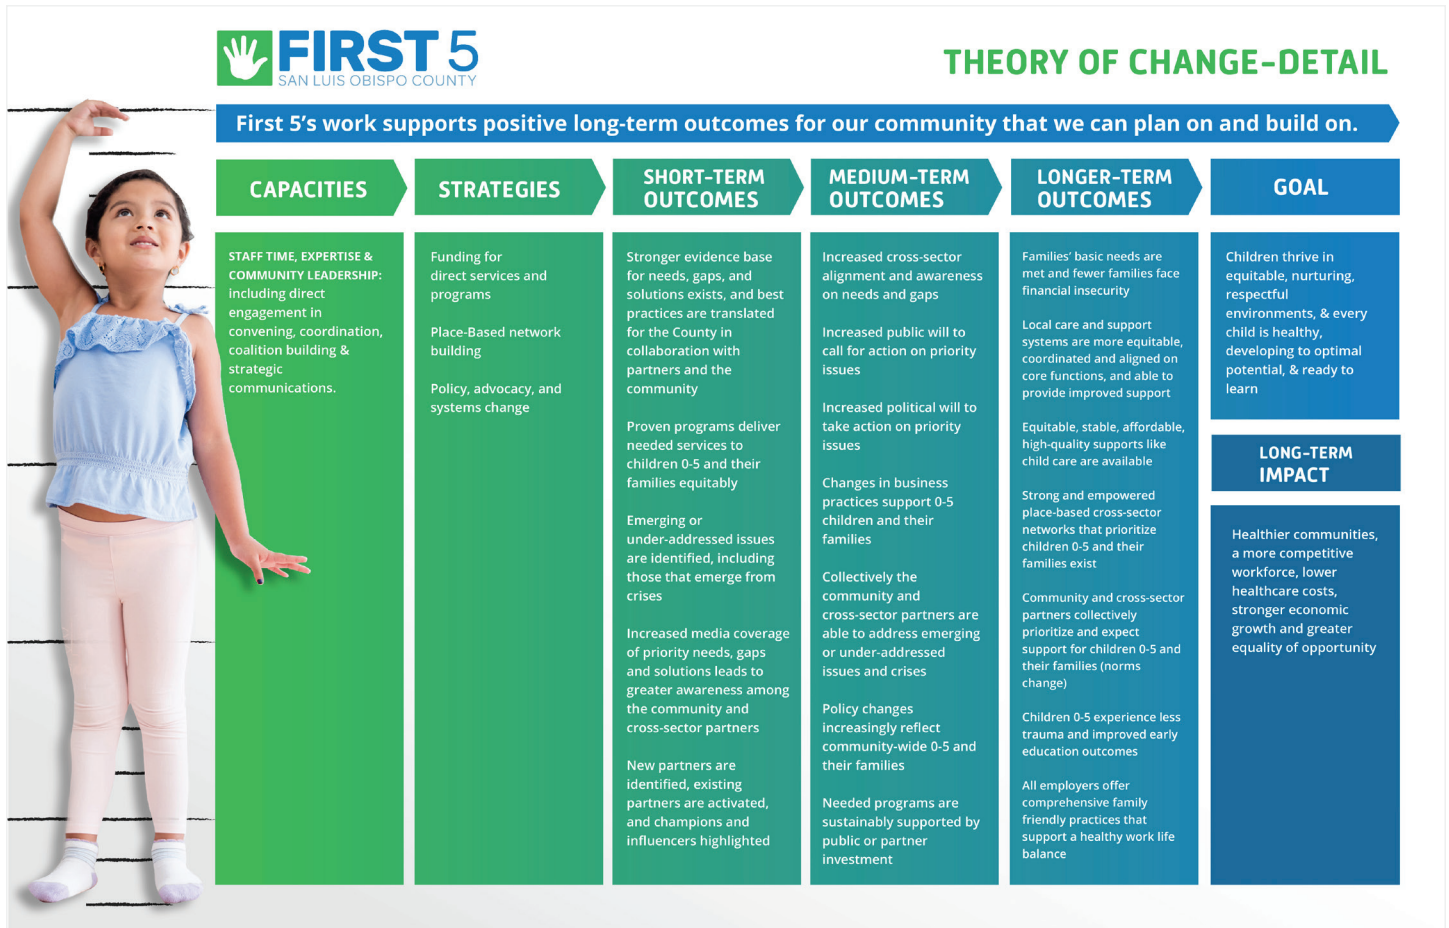 FIRST 5
SAN LUIS OBISPO COUNTY
THEORY OF CHANGE-DETAIL
First 5's work supports positive long-term outcomes for our community that we can plan on and build on.
CAPACITIES
STAFF TIME, EXPERTISE &
COMMUNITY LEADERSHIP:
including direct
engagement in
convening, coordination,
coalition building &
strategic
communications.
STRATEGIES
Funding for
direct services and
programs
Place-Based network
building
Policy, advocacy, and
systems change
SHORT-TERM
OUTCOMES
Stronger evidence base
for needs, gaps, and
solutions exists, and best
practices are translated
for the County in
collaboration with
partners and the
community
Proven programs deliver
needed services to
children 0-5 and their
families equitably
Emerging or
under-addressed issues
are identified, including
those that emerge from
crises
Increased media coverage
of priority needs, gaps
and solutions leads to
greater awareness among
the community and
cross-sector partners
New partners are
identified, existing
partners are activated,
and champions and
influencers highlighted
MEDIUM-TERM
OUTCOMES
Increased cross-sector
alignment and awareness
on needs and gaps
Increased public will to
call for action on priority
issues
Increased political will to
take action on priority
issues
Changes in business
practices support 0-5
children and their
families
Collectively the
community and
cross-sector partners are
able to address emerging
or under-addressed
issues and crises
Policy changes
increasingly reflect
community-wide 0-5 and
their families
Needed programs are
sustainably supported by
public or partner
investment
LONGER-TERM
OUTCOMES
Families' basic needs are
met and fewer families face
financial insecurity
Local care and support
systems are more equitable,
coordinated and aligned on
core functions, and able to
provide improved support
Equitable, stable, affordable,
high-quality supports like
child care are available
Strong and empowered
place-based cross-sector
networks that prioritize
children 0-5 and their
families exist
Community and cross-sector
partners collectively
prioritize and expect
support for children 0-5 and
their families (norms
change)
Children 0-5 experience less
trauma and improved early
education outcomes
All employers offer
comprehensive family
friendly practices that
support a healthy work life
balance
GOAL
Children thrive in
equitable, nurturing,
respectful
environments, & every
child is healthy,
developing to optimal
potential, & ready to
learn
LONG-TERM
IMPACT
Healthier communities,
a more competitive
workforce, lower
healthcare costs,
stronger economic
growth and greater
equality of opportunity